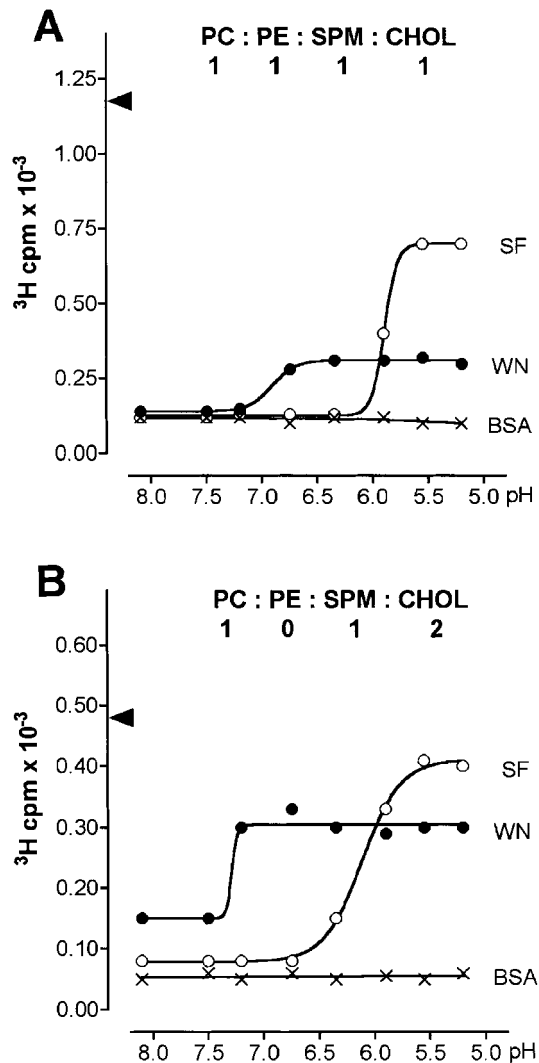 A
PC : PE : SPM : CHOL
1 1 1 1
1.25
1.00
0.75
0.50
0.25
0.00
³H cpm x 10⁻³
SF
WN
BSA
8.0 7.5 7.0 6.5 6.0 5.5 5.0 pH
B
PC : PE : SPM : CHOL
1 0 1 2
0.60
0.50
0.40
0.30
0.20
0.10
0.00
³H cpm x 10⁻³
SF
WN
BSA
8.0 7.5 7.0 6.5 6.0 5.5 5.0 pH